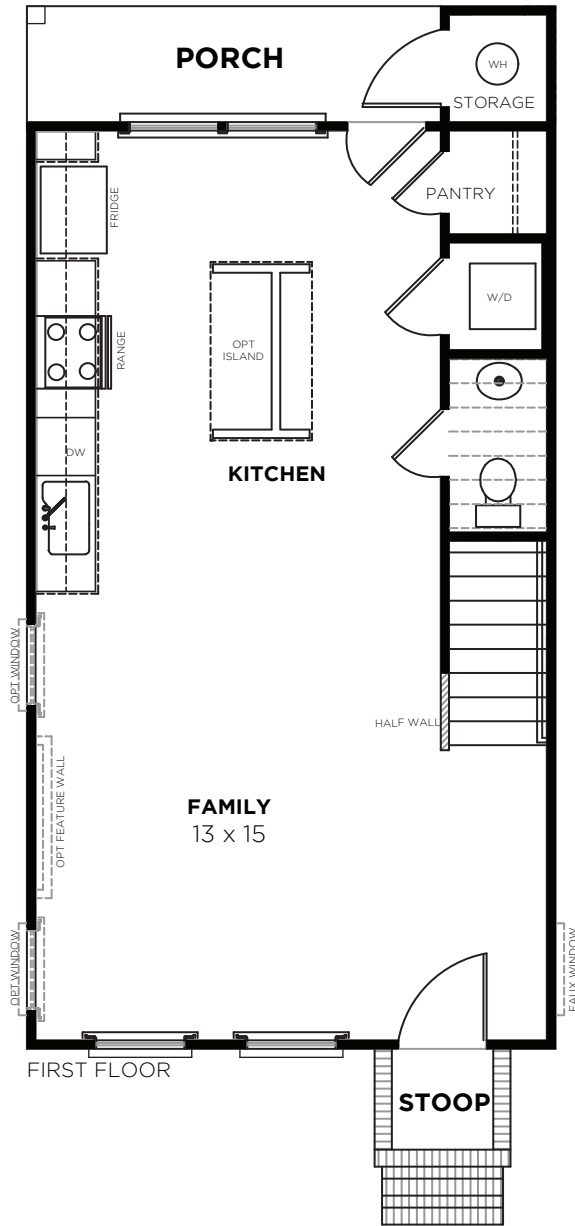 PORCH
WH
STORAGE
FRIDGE
PANTRY
W/D
RANGE
OPT
ISLAND
DW
KITCHEN
OPT WINDOW
HALF WALL
OPT FEATURE WALL
FAMILY
13 x 15
OPT WINDOW
FAUX WINDOW
FIRST FLOOR
STOOP